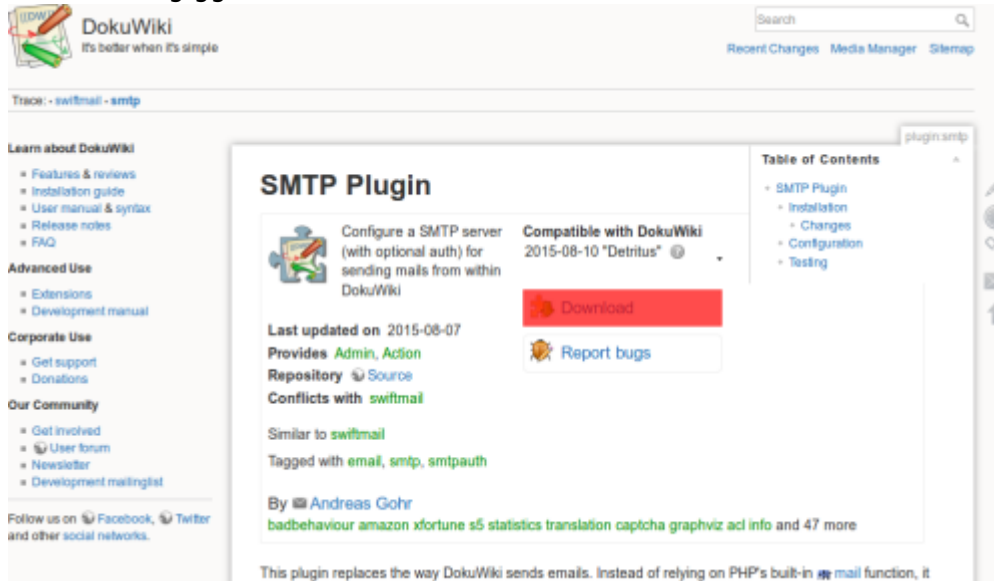 DokuWiki
It's better when it's simple
Search
Recent Changes Media Manager Sitemap
Trace: • swiftmail • smtp
plugin:smtp
Learn about DokuWiki
Features & reviews
Installation guide
User manual & syntax
Release notes
FAQ
Advanced Use
Extensions
Development manual
Corporate Use
Get support
Donations
Our Community
Get involved
User forum
Newsletter
Development mailinglist
Follow us on Facebook, Twitter
and other social networks.
SMTP Plugin
Configure a SMTP server
(with optional auth) for
sending mails from within
DokuWiki
Last updated on 2015-08-07
Provides Admin, Action
Repository Source
Conflicts with swiftmail
Similar to swiftmail
Tagged with email, smtp, smtpauth
By Andreas Gohr
badbehaviour amazon xfortune s5 statistics translation captcha graphviz acl info and 47 more
Compatible with DokuWiki
2015-08-10 "Detritus"
Download
Report bugs
Table of Contents
SMTP Plugin
Installation
Changes
Configuration
Testing
This plugin replaces the way DokuWiki sends emails. Instead of relying on PHP's built-in mail function, it